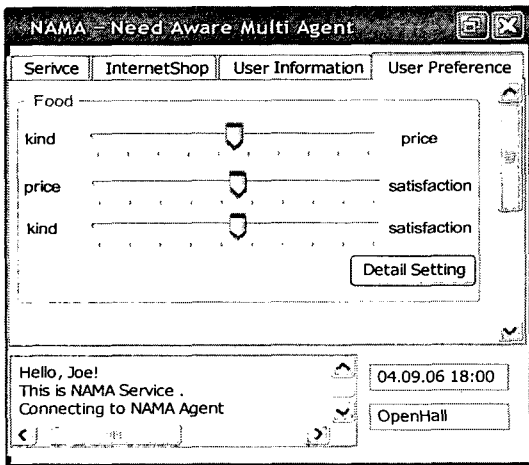 NAMA – Need Aware Multi Agent
Serivce InternetShop User Information User Preference
Food
kind price
price satisfaction
kind satisfaction
Detail Setting
Hello, Joe!
This is NAMA Service .
Connecting to NAMA Agent
04.09.06 18:00
OpenHall